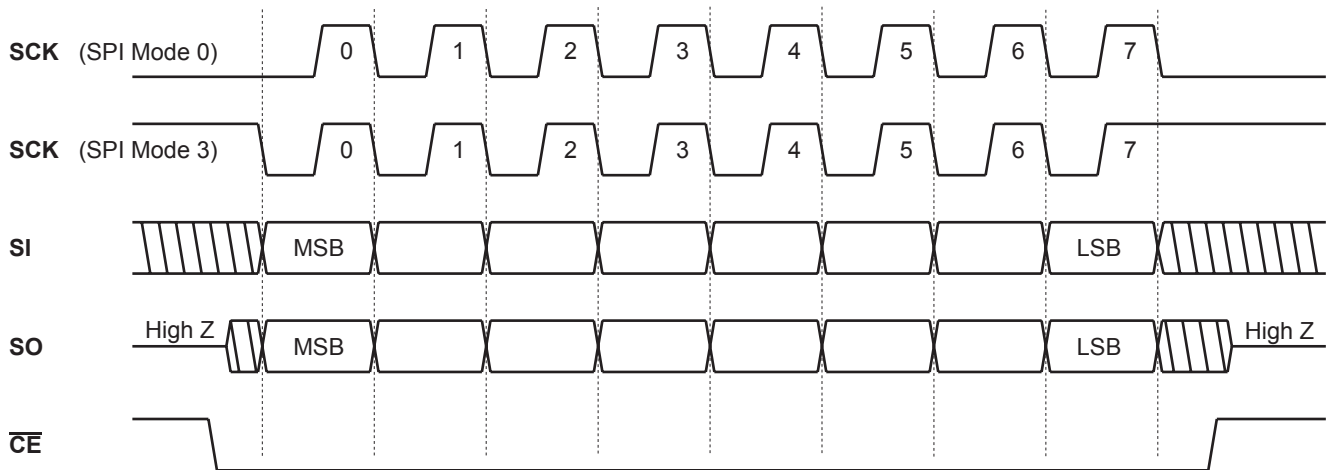 SCK (SPI Mode 0) 0 1 2 3 4 5 6 7
SCK (SPI Mode 3) 0 1 2 3 4 5 6 7
SI MSB LSB
SO High Z MSB LSB High Z
C̅E̅